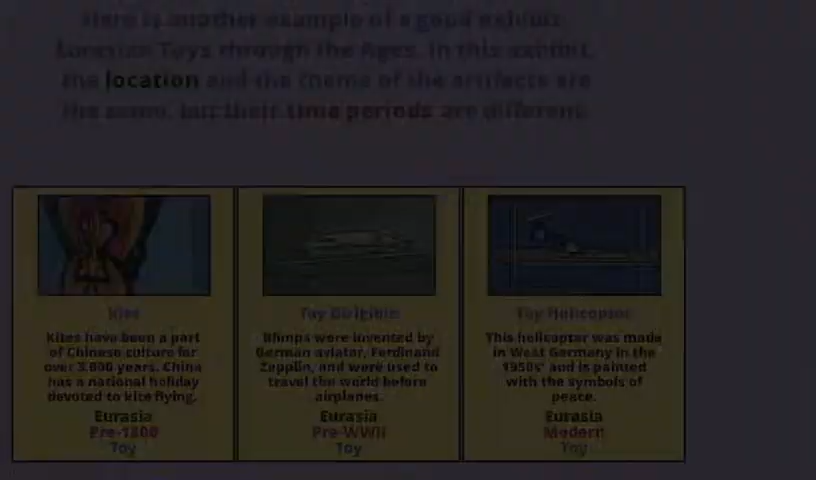 Here is another example of a good exhibit:
Eurasian Toys through the Ages. In this exhibit,
the location and the theme of the artifacts are
the same, but their time periods are different.
Kites
Toy Dirigible
Toy Helicopter
Kites have been a part
of Chinese culture for
over 3,000 years. China
has a national holiday
devoted to kite flying.
Blimps were invented by
German aviator, Ferdinand
Zepplin, and were used to
travel the world before
airplanes.
This helicopter was made
in West Germany in the
1950s' and is painted
with the symbols of
peace.
Eurasia
Pre-1800
Toy
Eurasia
Pre-WWII
Toy
Eurasia
Modern
Toy